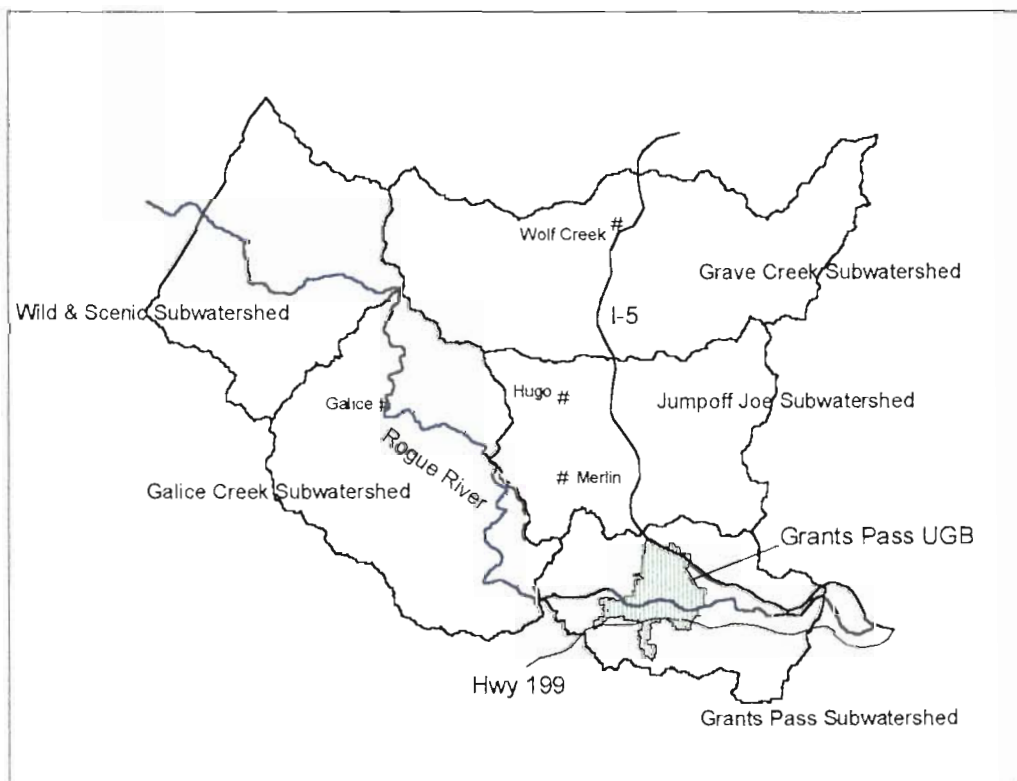 Wolf Creek #
Grave Creek Subwatershed
Wild & Scenic Subwatershed
I-5
Hugo #
Galice #
Jumpoff Joe Subwatershed
Rogue River
# Merlin
Galice Creek Subwatershed
Grants Pass UGB
Hwy 199
Grants Pass Subwatershed